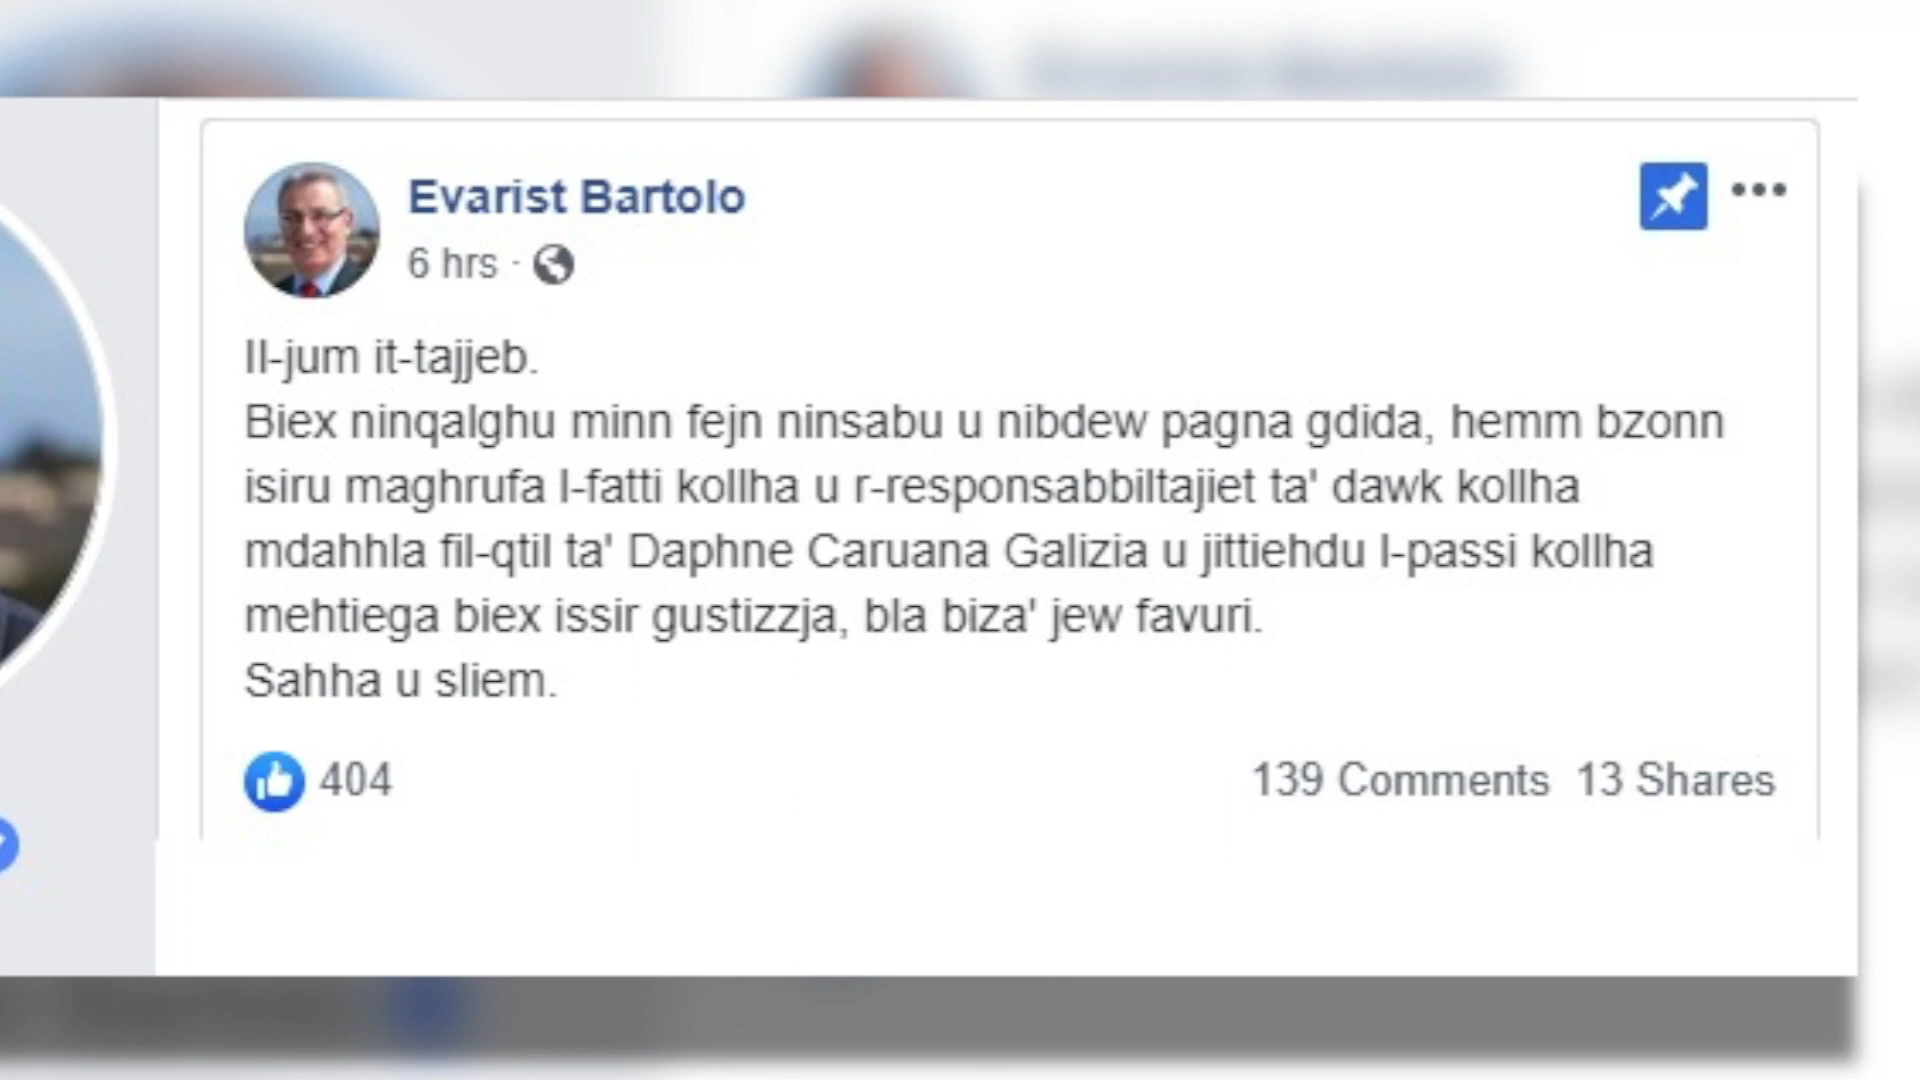 Evarist Bartolo
6 hrs ·
Il-jum it-tajjeb.
Biex ninqalghu minn fejn ninsabu u nibdew pagna gdida, hemm bzonn
isiru maghrufa l-fatti kollha u r-responsabbiltajiet ta' dawk kollha
mdahhla fil-qtil ta' Daphne Caruana Galizia u jittiehdu l-passi kollha
mehtiega biex issir gustizzja, bla biza' jew favuri.
Sahha u sliem.
404
139 Comments 13 Shares